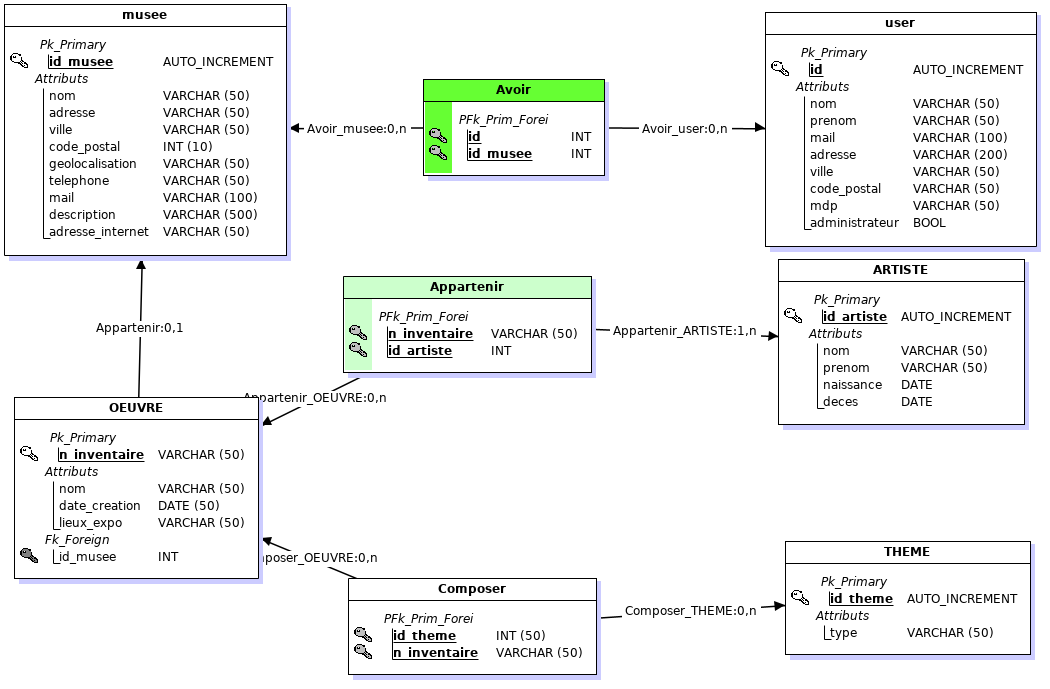 musee
Pk_Primary
id_musee AUTO_INCREMENT
Attributs
nom VARCHAR (50)
adresse VARCHAR (50)
ville VARCHAR (50)
code_postal INT (10)
geolocalisation VARCHAR (50)
telephone VARCHAR (50)
mail VARCHAR (100)
description VARCHAR (500)
adresse_internet VARCHAR (50)
Avoir_musee:0,n
Avoir
PFk_Prim_Forei
id INT
id_musee INT
Avoir_user:0,n
user
Pk_Primary
id AUTO_INCREMENT
Attributs
nom VARCHAR (50)
prenom VARCHAR (50)
mail VARCHAR (100)
adresse VARCHAR (200)
ville VARCHAR (50)
code_postal VARCHAR (50)
mdp VARCHAR (50)
administrateur BOOL
Appartenir:0,1
Appartenir
PFk_Prim_Forei
n_inventaire VARCHAR (50)
id_artiste INT
Appartenir_ARTISTE:1,n
ARTISTE
Pk_Primary
id_artiste AUTO_INCREMENT
Attributs
nom VARCHAR (50)
prenom VARCHAR (50)
naissance DATE
deces DATE
Appartenir_OEUVRE:0,n
OEUVRE
Pk_Primary
n_inventaire VARCHAR (50)
Attributs
nom VARCHAR (50)
date_creation DATE (50)
lieux_expo VARCHAR (50)
Fk_Foreign
id_musee INT
poser_OEUVRE:0,n
Composer
PFk_Prim_Forei
id_theme INT (50)
n_inventaire VARCHAR (50)
Composer_THEME:0,n
THEME
Pk_Primary
id_theme AUTO_INCREMENT
Attributs
type VARCHAR (50)